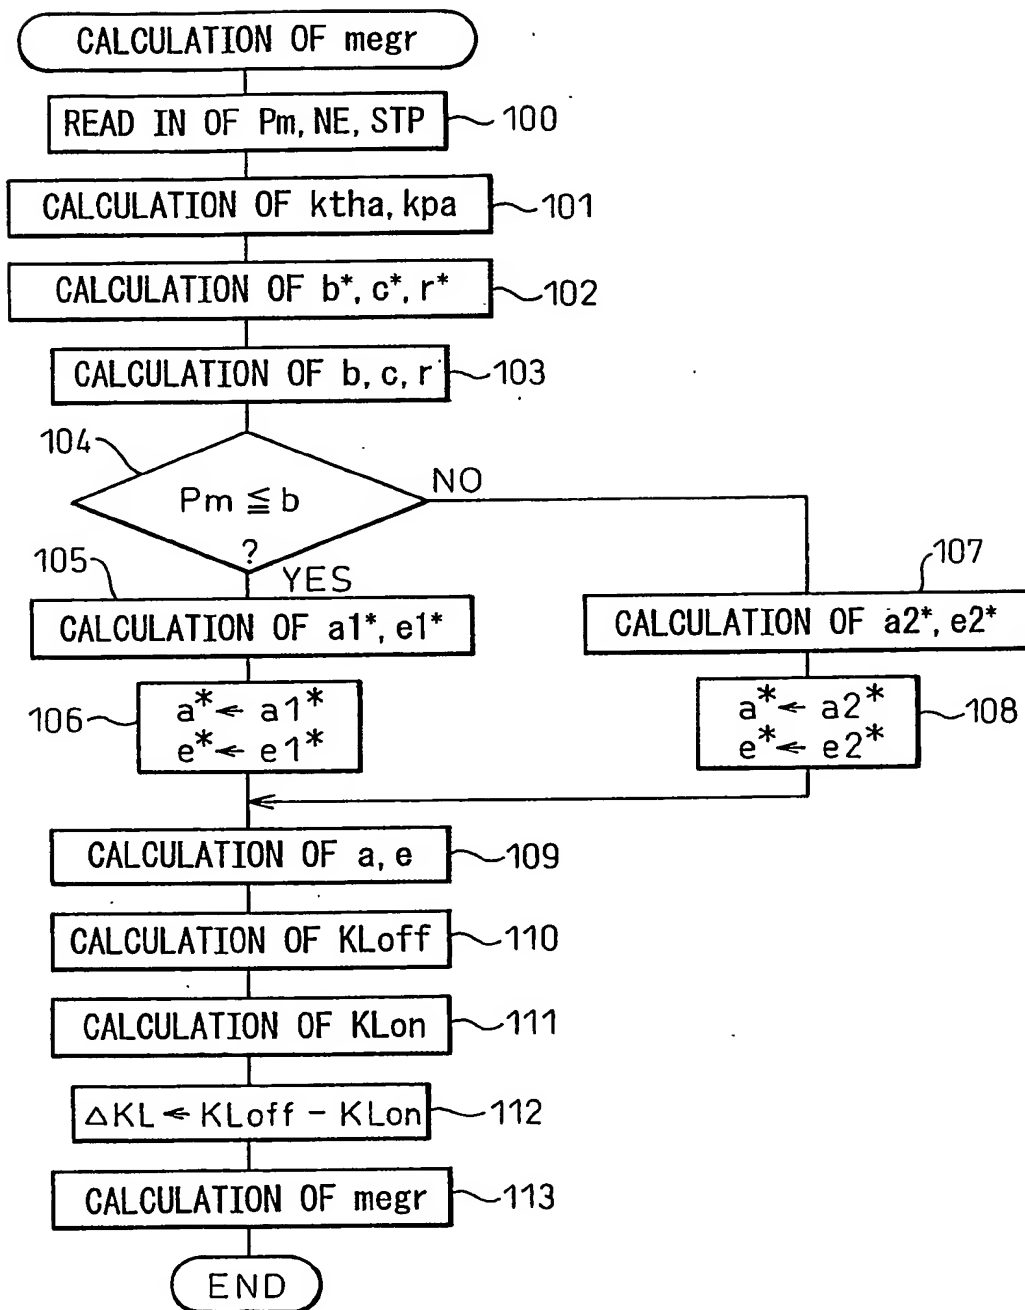 CALCULATION OF megr
READ IN OF Pm, NE, STP
100
CALCULATION OF ktha, kpa
101
CALCULATION OF b*, c*, r*
102
CALCULATION OF b, c, r
103
104
Pm ≦ b
?
NO
YES
105
CALCULATION OF a1*, e1*
107
CALCULATION OF a2*, e2*
106
a* ← a1*
e* ← e1*
108
a* ← a2*
e* ← e2*
CALCULATION OF a, e
109
CALCULATION OF KLoff
110
CALCULATION OF KLon
111
△KL ← KLoff - KLon
112
CALCULATION OF megr
113
END